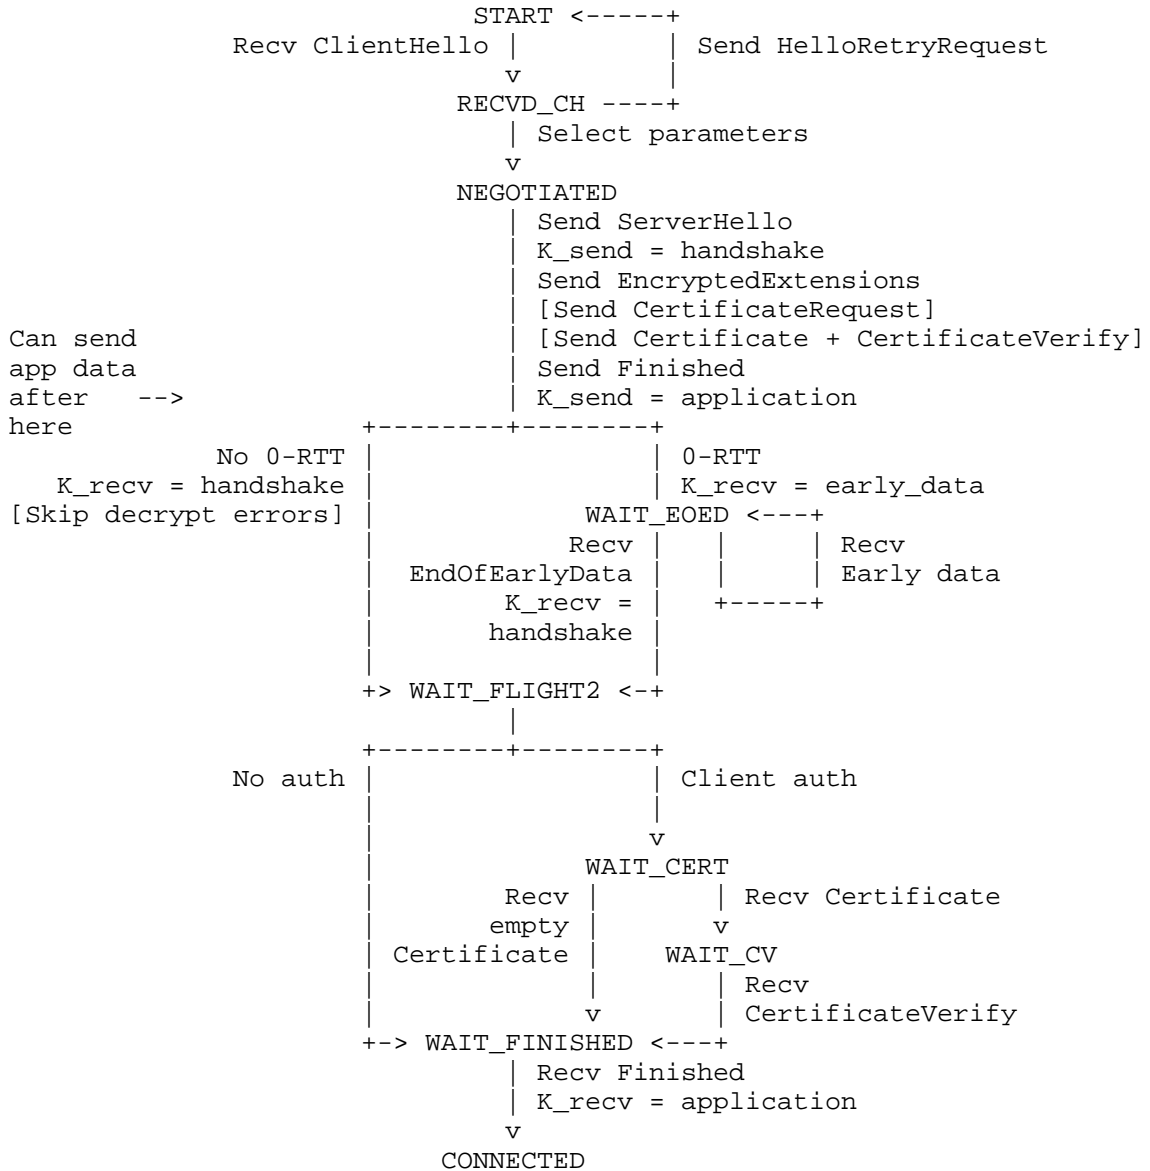 START <-----+
Recv ClientHello | | Send HelloRetryRequest
v |
RECVD_CH ----+
| Select parameters
v
NEGOTIATED
| Send ServerHello
| K_send = handshake
| Send EncryptedExtensions
| [Send CertificateRequest]
Can send | [Send Certificate + CertificateVerify]
app data | Send Finished
after --> | K_send = application
here +--------+--------+
No 0-RTT | | 0-RTT
K_recv = handshake | | K_recv = early_data
[Skip decrypt errors] | WAIT_EOED <---+
| Recv | | | Recv
| EndOfEarlyData | | | Early data
| K_recv = | +-----+
| handshake |
| |
+> WAIT_FLIGHT2 <-+
|
+--------+--------+
No auth | | Client auth
| |
| v
| WAIT_CERT
| Recv | | Recv Certificate
| empty | v
| Certificate | WAIT_CV
| | | Recv
| v | CertificateVerify
+-> WAIT_FINISHED <---+
| Recv Finished
| K_recv = application
v
CONNECTED